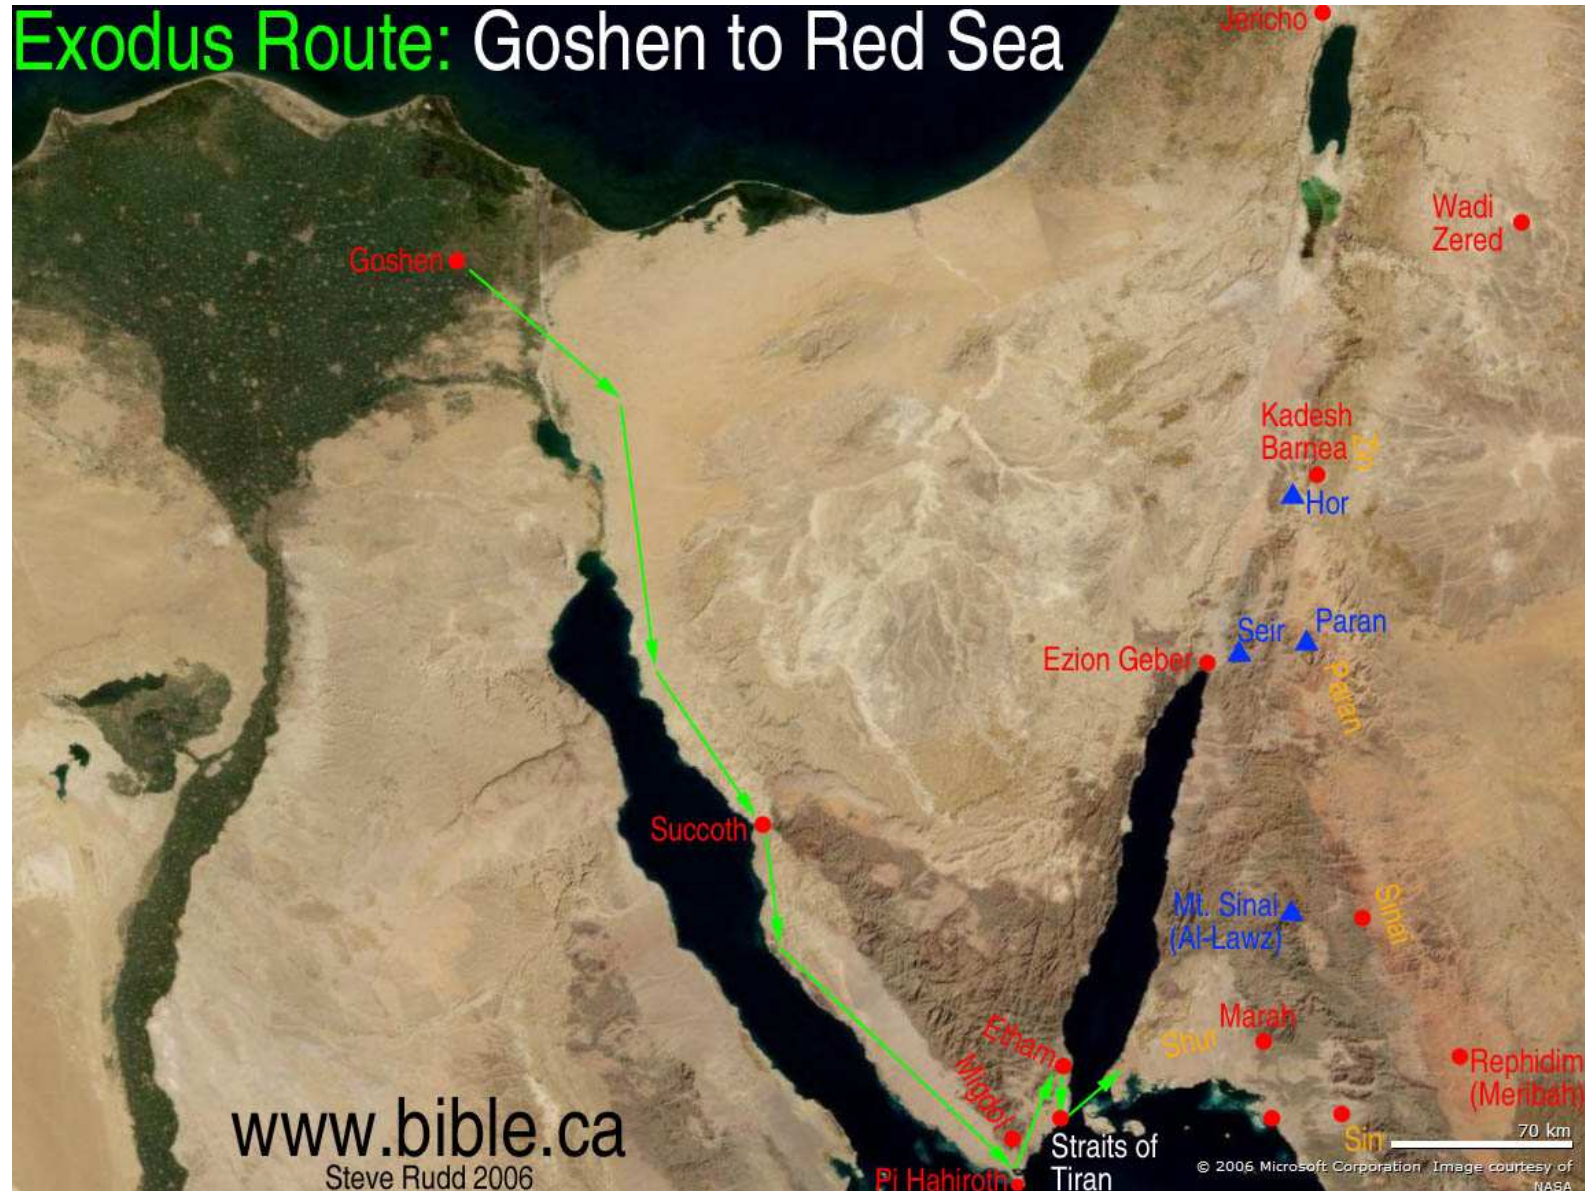 Exodus Route: Goshen to Red Sea
Jericho
Wadi
Zered
Goshen
Kadesh
Barnea
Zin
Hor
Seir
Paran
Ezion Geber
Paran
Succoth
Mt. Sinai
(Al-Lawz)
Sinai
Etham
Shur
Marah
Migdol
Rephidim
(Meribah)
Sin
70 km
www.bible.ca
Steve Rudd 2006
Pi Hahiroth
Straits of
Tiran
© 2006 Microsoft Corporation Image courtesy of
NASA